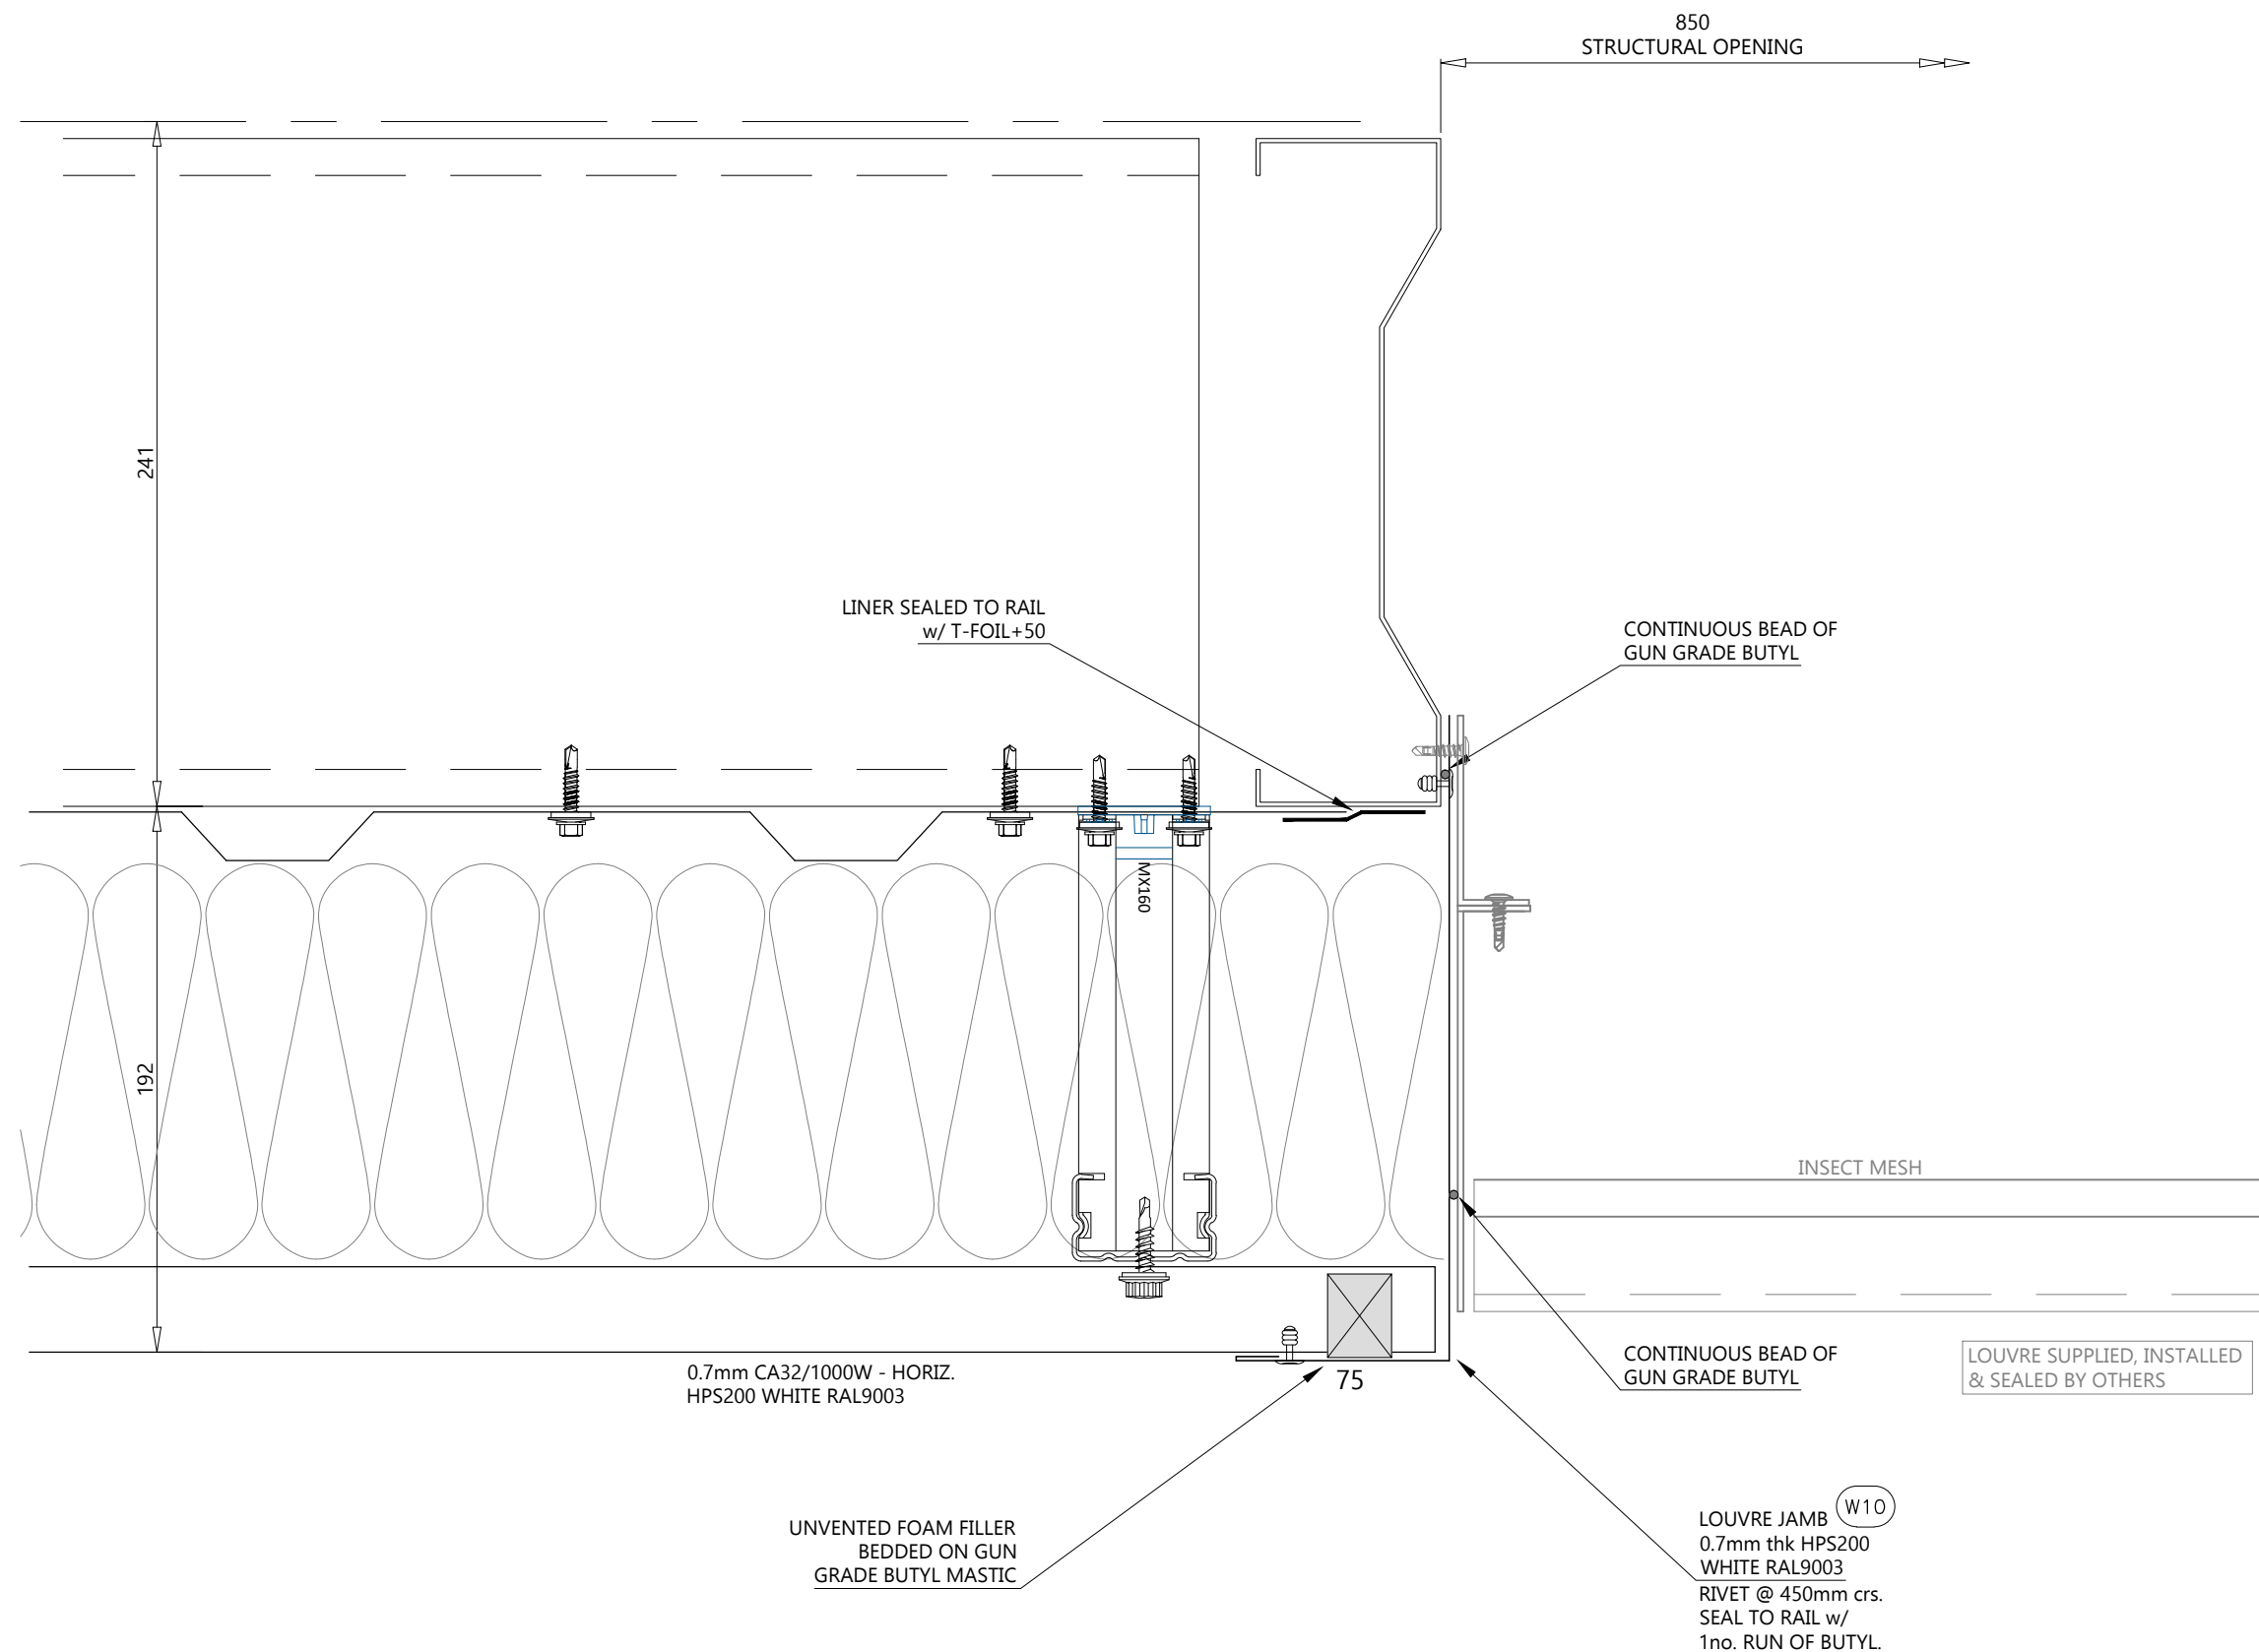 850
STRUCTURAL OPENING
241
LINER SEALED TO RAIL
w/ T-FOIL+50
CONTINUOUS BEAD OF
GUN GRADE BUTYL
MX160
192
INSECT MESH
0.7mm CA32/1000W - HORIZ.
HPS200 WHITE RAL9003
75
CONTINUOUS BEAD OF
GUN GRADE BUTYL
LOUVRE SUPPLIED, INSTALLED
& SEALED BY OTHERS
UNVENTED FOAM FILLER
BEDDED ON GUN
GRADE BUTYL MASTIC
W10
LOUVRE JAMB
0.7mm thk HPS200
WHITE RAL9003
RIVET @ 450mm crs.
SEAL TO RAIL w/
1no. RUN OF BUTYL.